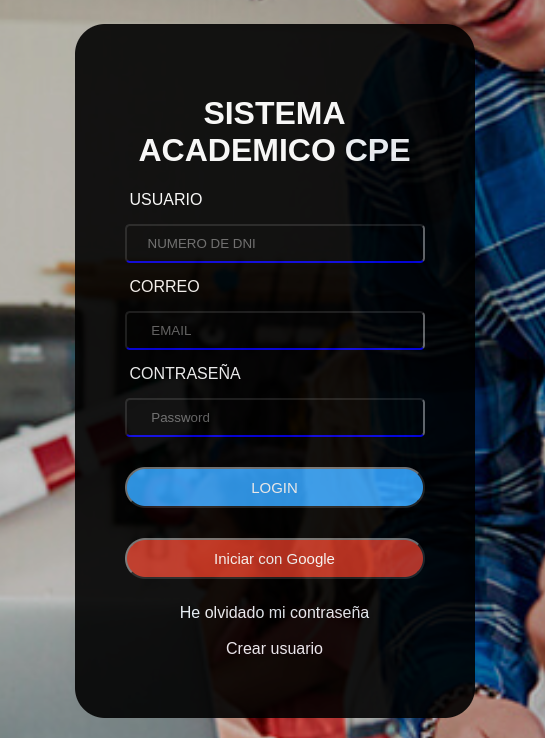 SISTEMA
ACADEMICO CPE
USUARIO
NUMERO DE DNI
CORREO
EMAIL
CONTRASEÑA
Password
LOGIN
Iniciar con Google
He olvidado mi contraseña
Crear usuario